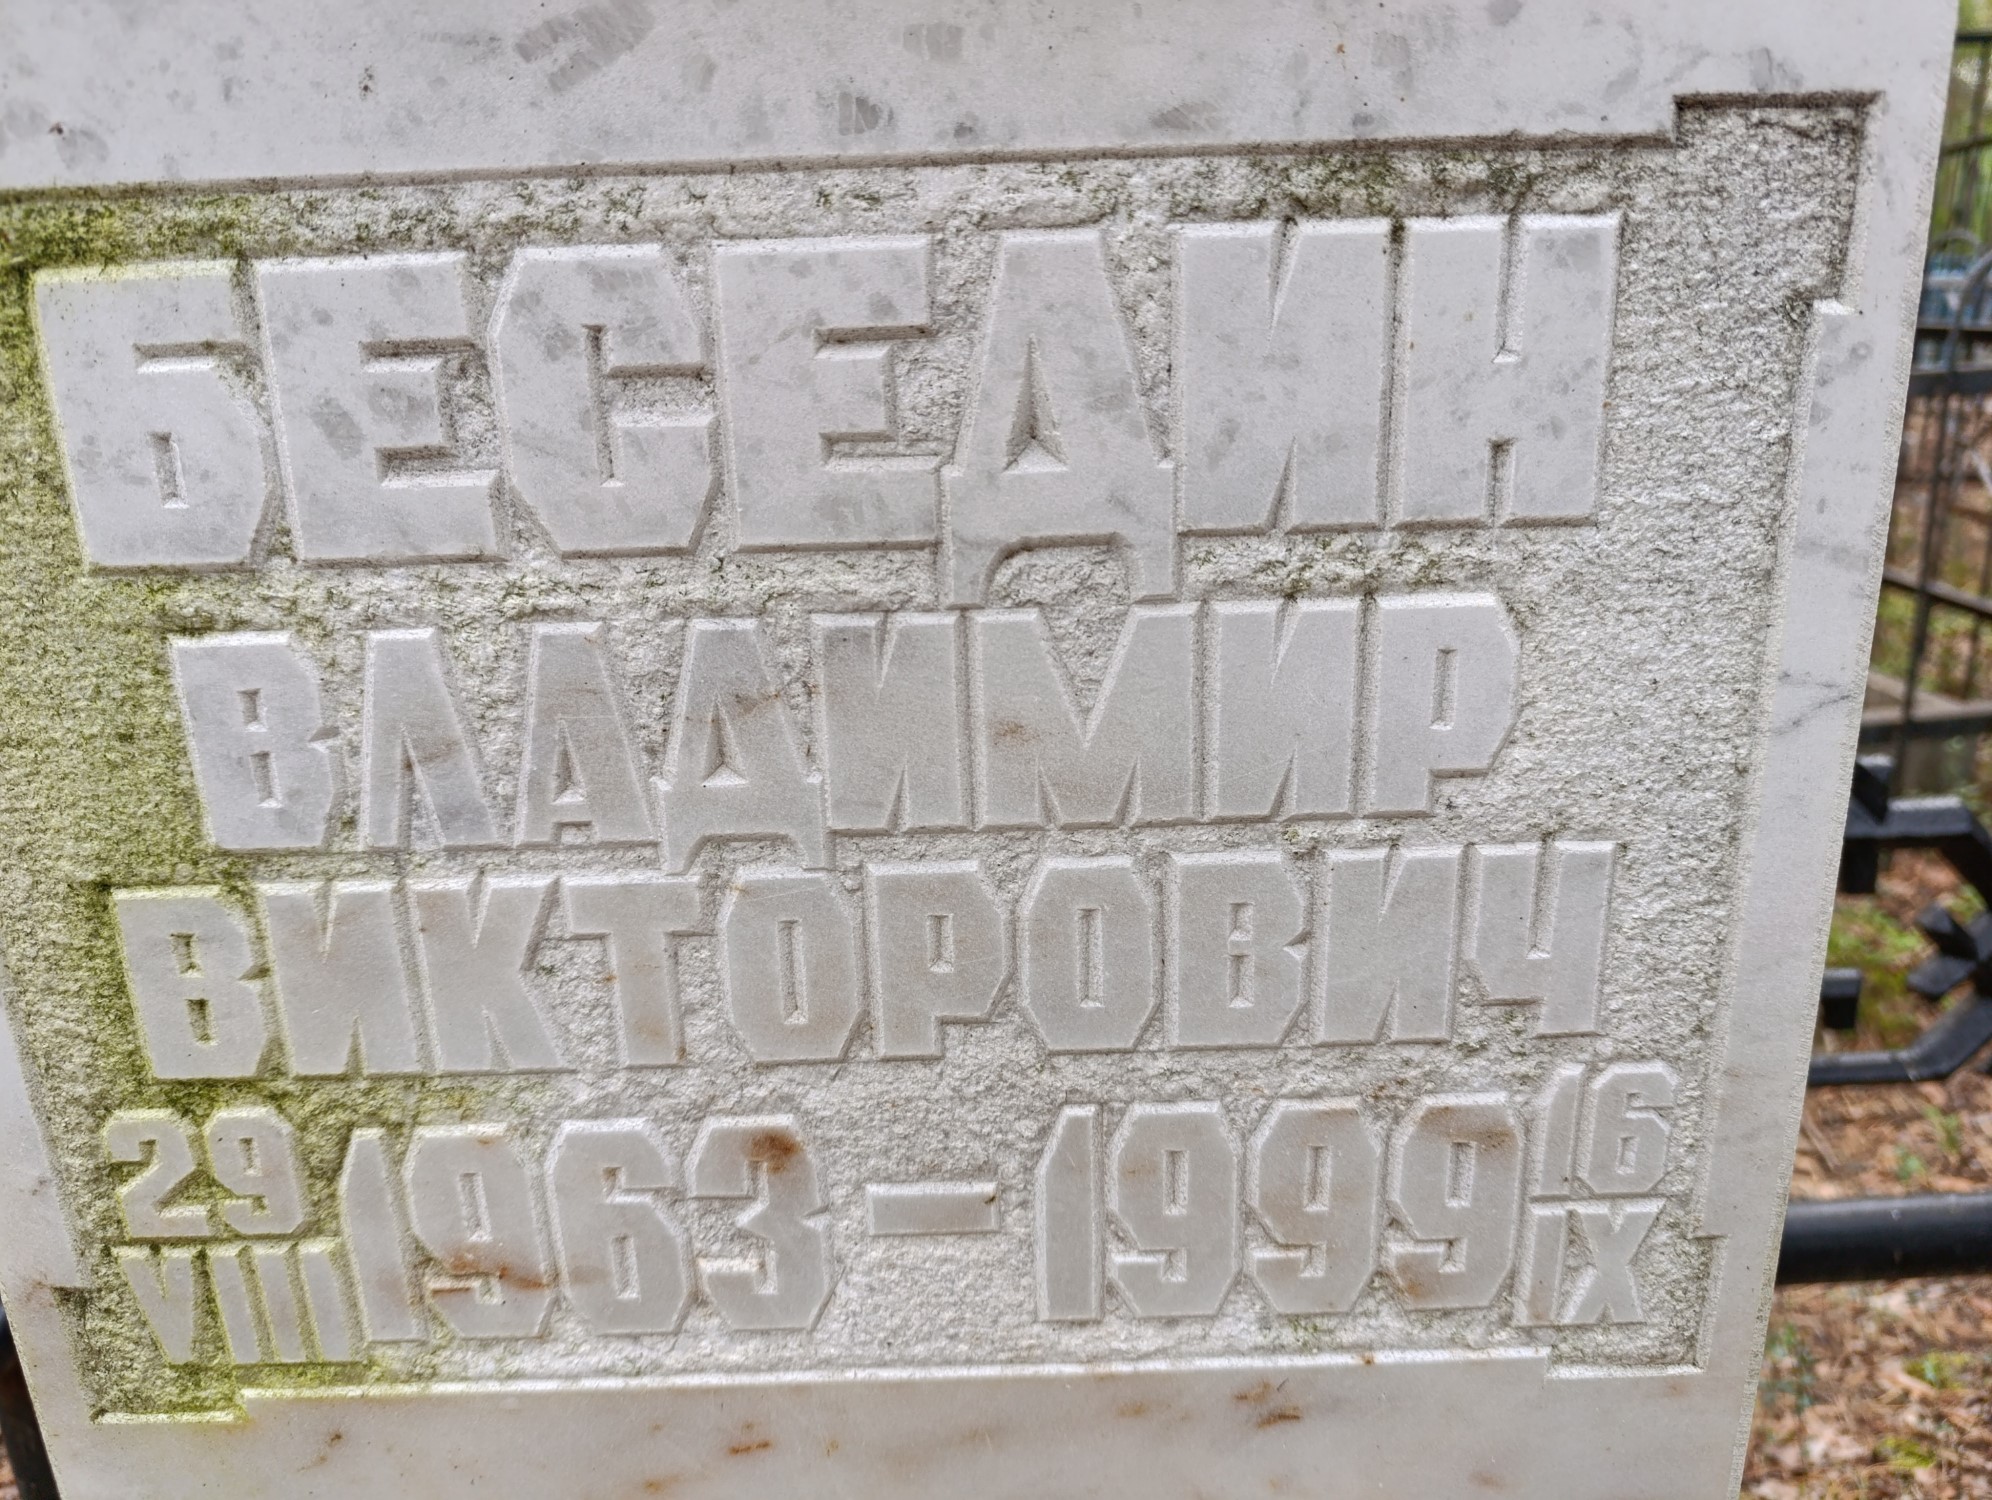 БЕСЕДИН
ВЛАДИМИР
ВИКТОРОВИЧ
29 VIII 1963 – 1999 16 IX